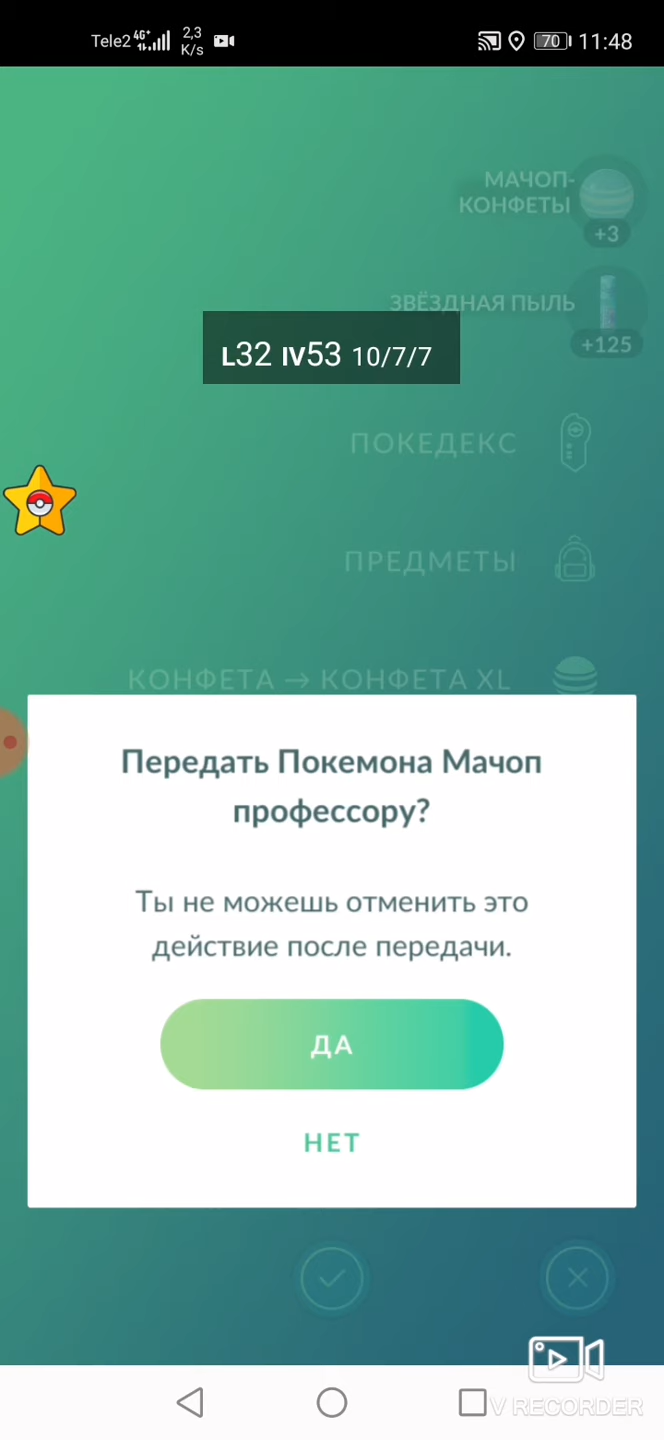 Tele2 4G+ 2,3 K/s 70 11:48
МАЧОП-
КОНФЕТЫ
+3
ЗВЁЗДНАЯ ПЫЛЬ
+125
L32 IV53 10/7/7
ПОКЕДЕКС
ПРЕДМЕТЫ
КОНФЕТА → КОНФЕТА XL
Передать Покемона Мачоп
профессору?
Ты не можешь отменить это
действие после передачи.
ДА
НЕТ
V RECORDER